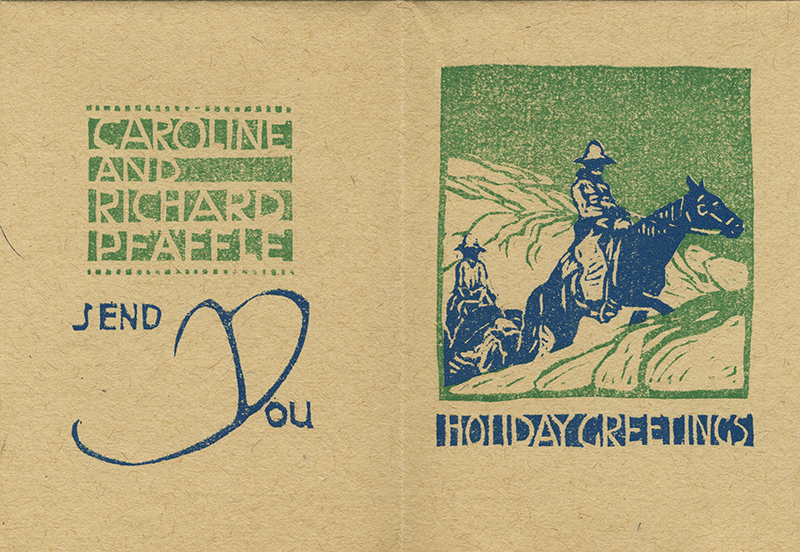 CAROLINE
AND
RICHARD
PFAFFLE
SEND
You
HOLIDAY GREETINGS